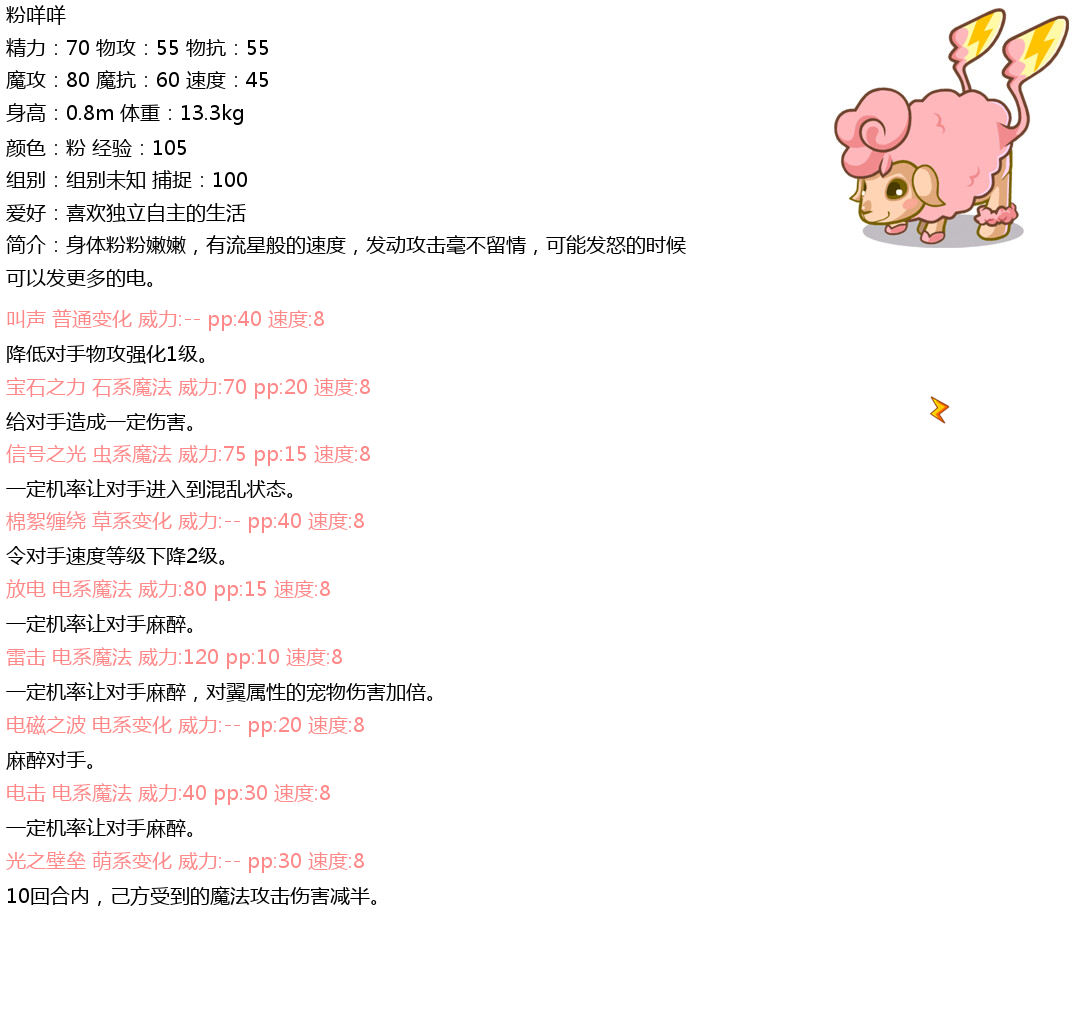 粉咩咩
精力：70 物攻：55 物抗：55
魔攻：80 魔抗：60 速度：45
身高：0.8m 体重：13.3kg
颜色：粉 经验：105
组别：组别未知 捕捉：100
爱好：喜欢独立自主的生活
简介：身体粉粉嫩嫩，有流星般的速度，发动攻击毫不留情，可能发怒的时候
可以发更多的电。
叫声 普通变化 威力:-- pp:40 速度:8
降低对手物攻强化1级。
宝石之力 石系魔法 威力:70 pp:20 速度:8
给对手造成一定伤害。
信号之光 虫系魔法 威力:75 pp:15 速度:8
一定机率让对手进入到混乱状态。
棉絮缠绕 草系变化 威力:-- pp:40 速度:8
令对手速度等级下降2级。
放电 电系魔法 威力:80 pp:15 速度:8
一定机率让对手麻醉。
雷击 电系魔法 威力:120 pp:10 速度:8
一定机率让对手麻醉，对翼属性的宠物伤害加倍。
电磁之波 电系变化 威力:-- pp:20 速度:8
麻醉对手。
电击 电系魔法 威力:40 pp:30 速度:8
一定机率让对手麻醉。
光之壁垒 萌系变化 威力:-- pp:30 速度:8
10回合内，己方受到的魔法攻击伤害减半。